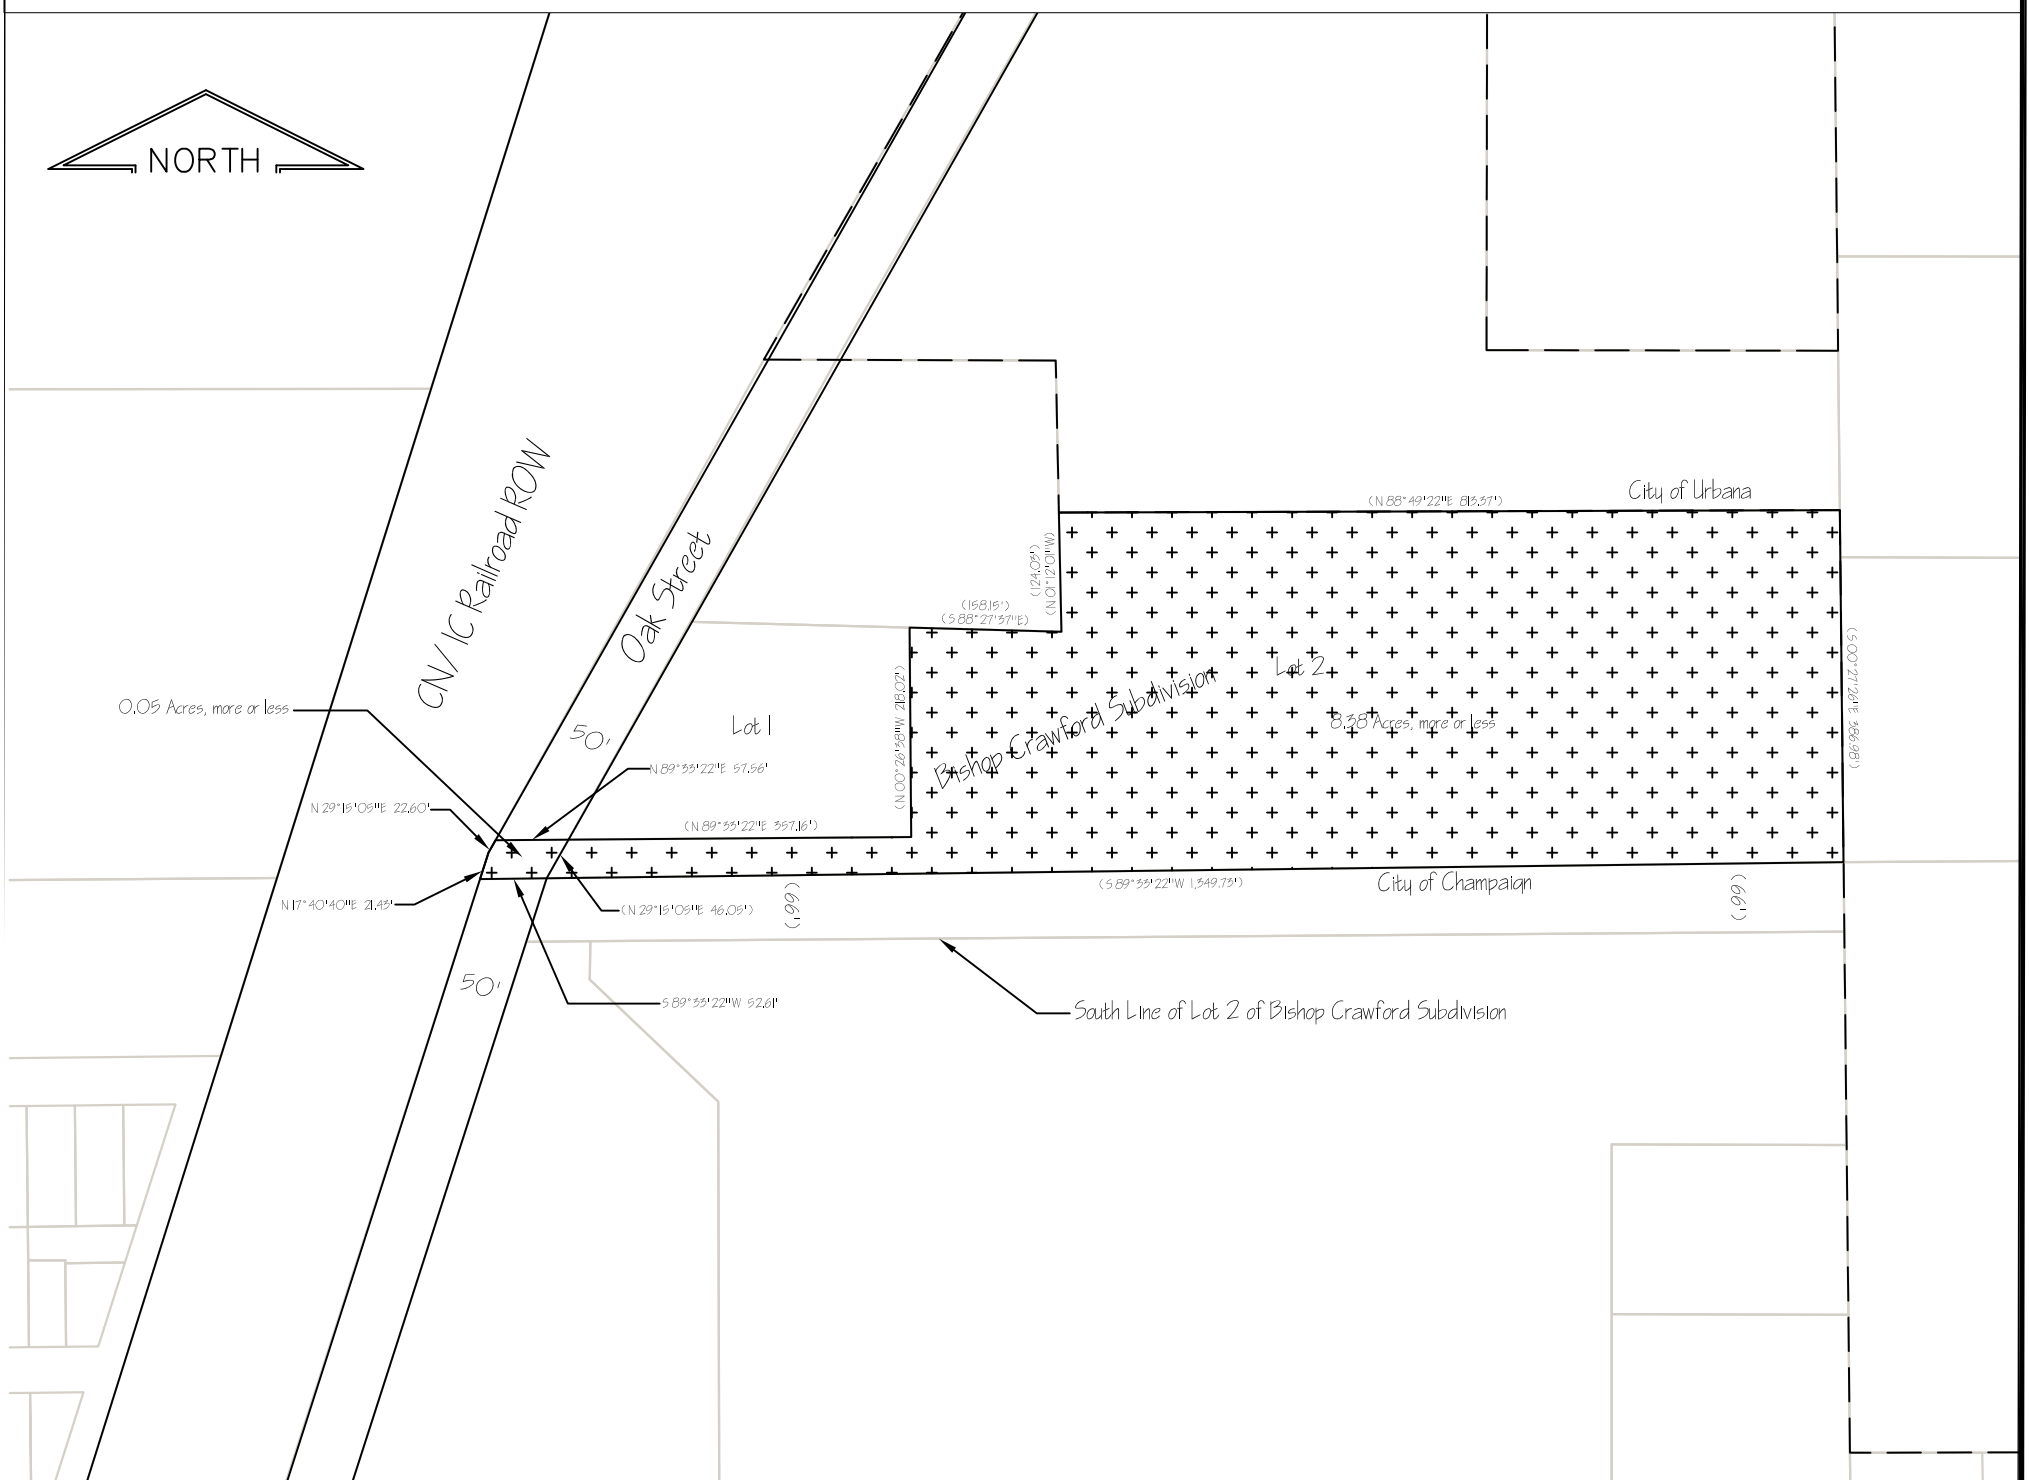 NORTH
CN/ IC Railroad ROW
Oak Street
50'
50'
City of Urbana
(N 88°49'22"E 813.37')
(124.03')
(N 01°12'01"W)
(158.15')
(S 88°27'37"E)
(S 00°27'26"E 386.98')
Lot 2
8.38 Acres, more or less
Bishop Crawford Subdivision
(N 00°26'38"W 218.02')
0.05 Acres, more or less
Lot 1
N 89°33'22"E 57.56'
N 29°15'05"E 22.60'
(N 89°33'22"E 357.16')
N 17°40'40"E 21.43'
(N 29°15'05"E 46.05')
(66')
(S 89°33'22"W 1,349.73')
City of Champaign
(66')
S 89°33'22"W 52.61'
South Line of Lot 2 of Bishop Crawford Subdivision